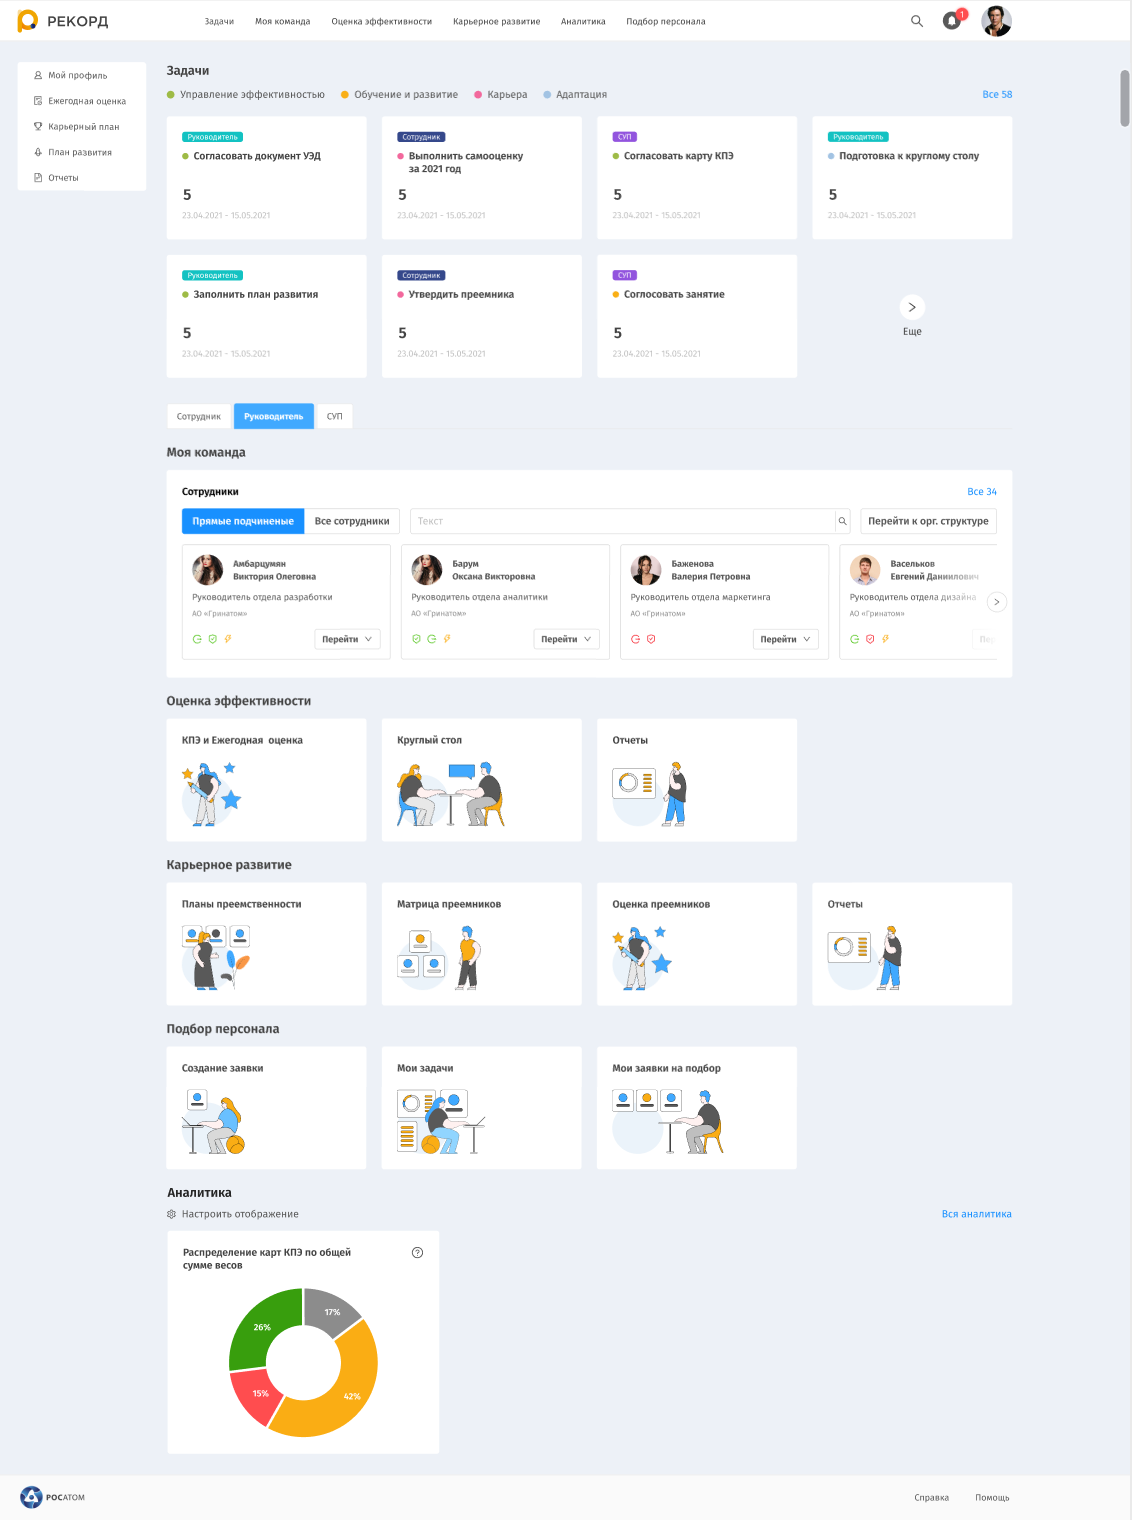 РЕКОРД
Задачи
Моя команда
Оценка эффективности
Карьерное развитие
Аналитика
Подбор персонала
1
Мой профиль
Ежегодная оценка
Карьерный план
План развития
Отчеты
Задачи
Управление эффективностью
Обучение и развитие
Карьера
Адаптация
Все 58
Руководитель
Согласовать документ УЭД
5
23.04.2021 - 15.05.2021
Сотрудник
Выполнить самооценку
за 2021 год
5
23.04.2021 - 15.05.2021
СУП
Согласовать карту КПЭ
5
23.04.2021 - 15.05.2021
Руководитель
Подготовка к круглому столу
5
23.04.2021 - 15.05.2021
Руководитель
Заполнить план развития
5
23.04.2021 - 15.05.2021
Сотрудник
Утвердить преемника
5
23.04.2021 - 15.05.2021
СУП
Соглосовать занятие
5
23.04.2021 - 15.05.2021
Еще
Сотрудник
Руководитель
СУП
Моя команда
Сотрудники
Все 34
Прямые подчиненые
Все сотрудники
Текст
Перейти к орг. структуре
Амбарцумян
Виктория Олеговна
Руководитель отдела разработки
АО «Гринатом»
Перейти
Барум
Оксана Викторовна
Руководитель отдела аналитики
АО «Гринатом»
Перейти
Баженова
Валерия Петровна
Руководитель отдела маркетинга
АО «Гринатом»
Перейти
Васельков
Евгений Даниилович
Руководитель отдела дизайна
АО «Гринатом»
Оценка эффективности
КПЭ и Ежегодная оценка
Круглый стол
Отчеты
Карьерное развитие
Планы преемственности
Матрица преемников
Оценка преемников
Отчеты
Подбор персонала
Создание заявки
Мои задачи
Мои заявки на подбор
Аналитика
Настроить отображение
Вся аналитика
Распределение карт КПЭ по общей
сумме весов
17%
26%
15%
42%
РОСАТОМ
Справка
Помощь